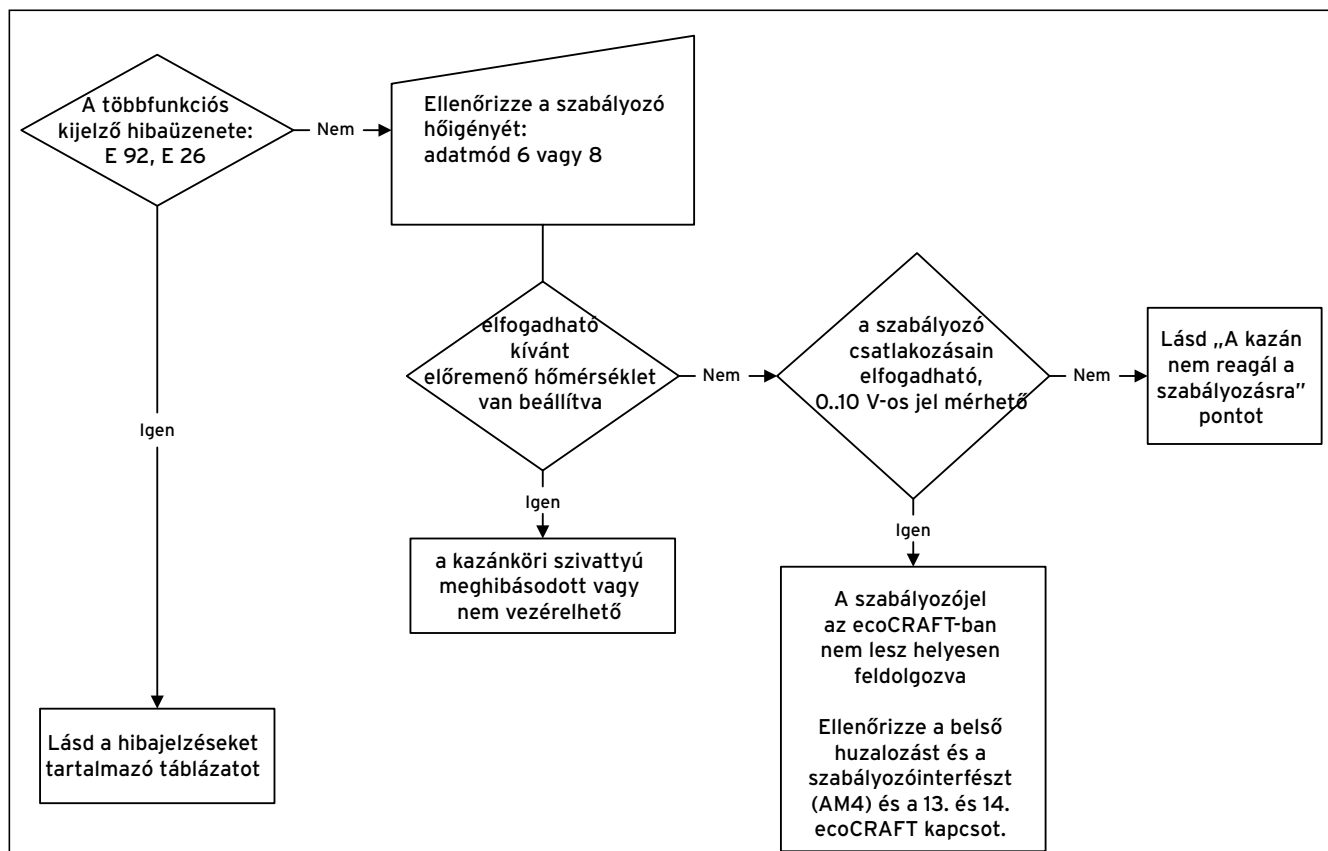 A többfunkciós
kijelző hibaüzenete:
E 92, E 26
Nem
Ellenőrizze a szabályozó
hőigényét:
adatmód 6 vagy 8
Igen
Lásd a hibajelzéseket
tartalmazó táblázatot
elfogadható
kívánt
előremenő hőmérséklet
van beállítva
Nem
Igen
a kazánköri szivattyú
meghibásodott vagy
nem vezérelhető
a szabályozó
csatlakozásain
elfogadható,
0..10 V-os jel mérhető
Nem
Lásd „A kazán
nem reagál a
szabályozásra”
pontot
Igen
A szabályozójel
az ecoCRAFT-ban
nem lesz helyesen
feldolgozva
Ellenőrizze a belső
huzalozást és a
szabályozóinterfészt
(AM4) és a 13. és 14.
ecoCRAFT kapcsot.